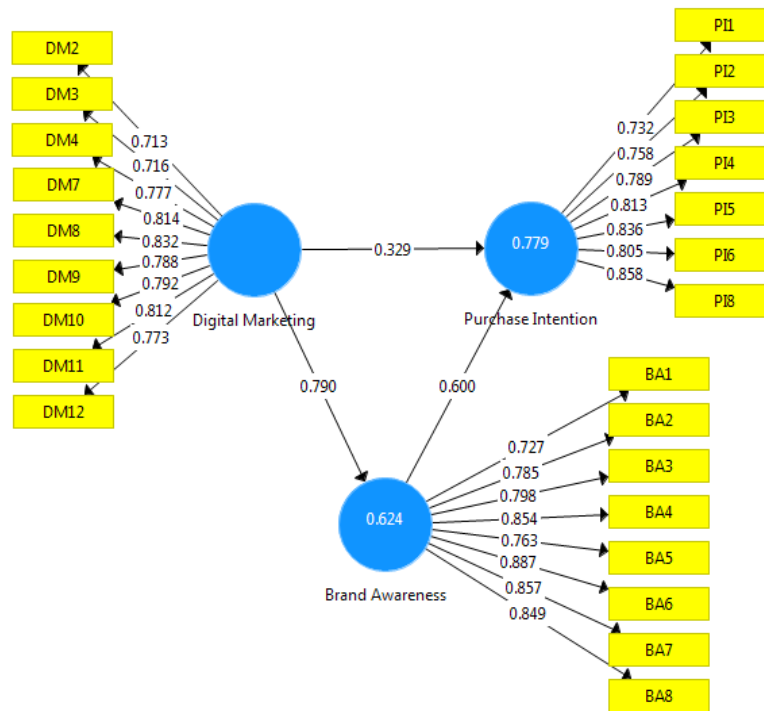 DM2
DM3
DM4
DM7
DM8
DM9
DM10
DM11
DM12
0.713
0.716
0.777
0.814
0.832
0.788
0.792
0.812
0.773
Digital Marketing
0.329
0.790
0.600
0.779
Purchase Intention
0.732
0.758
0.789
0.813
0.836
0.805
0.858
PI1
PI2
PI3
PI4
PI5
PI6
PI8
0.624
Brand Awareness
0.727
0.785
0.798
0.854
0.763
0.887
0.857
0.849
BA1
BA2
BA3
BA4
BA5
BA6
BA7
BA8